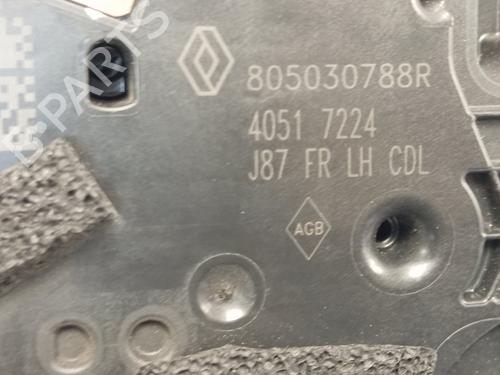 805030788R
4051 7224
J87 FR LH CDL
AGB
B-PARTS